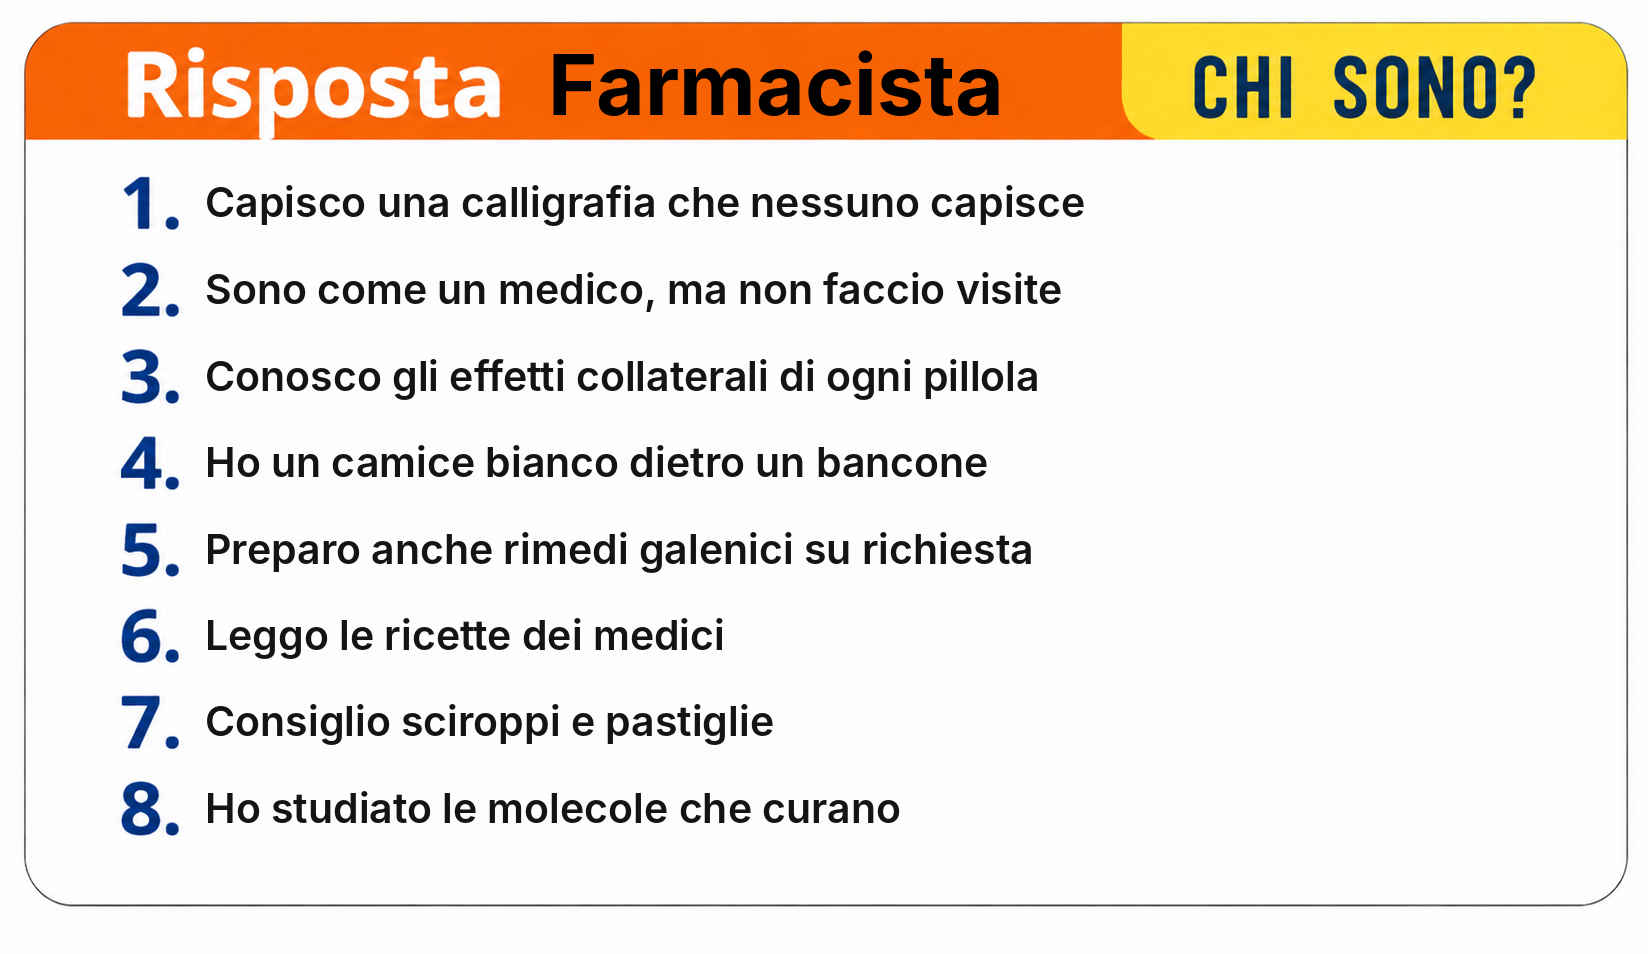 Risposta Farmacista CHI SONO?
1. Capisco una calligrafia che nessuno capisce
2. Sono come un medico, ma non faccio visite
3. Conosco gli effetti collaterali di ogni pillola
4. Ho un camice bianco dietro un bancone
5. Preparo anche rimedi galenici su richiesta
6. Leggo le ricette dei medici
7. Consiglio sciroppi e pastiglie
8. Ho studiato le molecole che curano